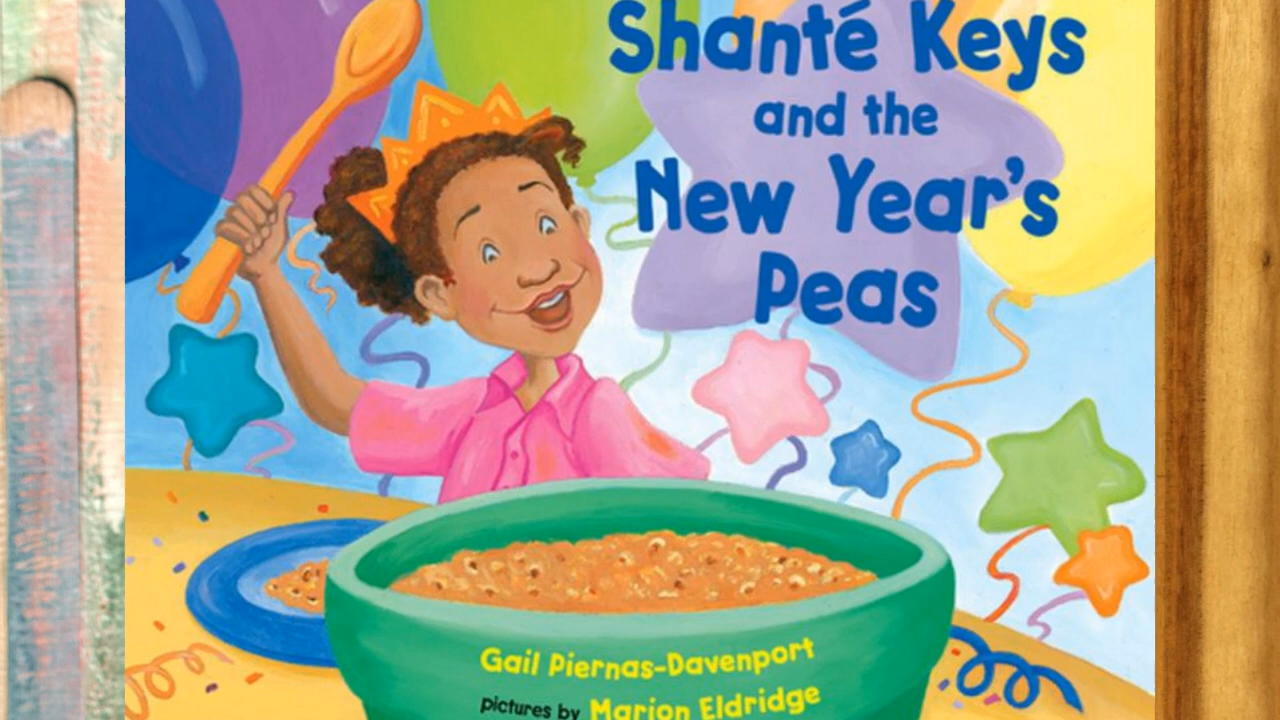 Shanté Keys
and the
New Year's
Peas
Gail Piernas-Davenport
pictures by Marion Eldridge